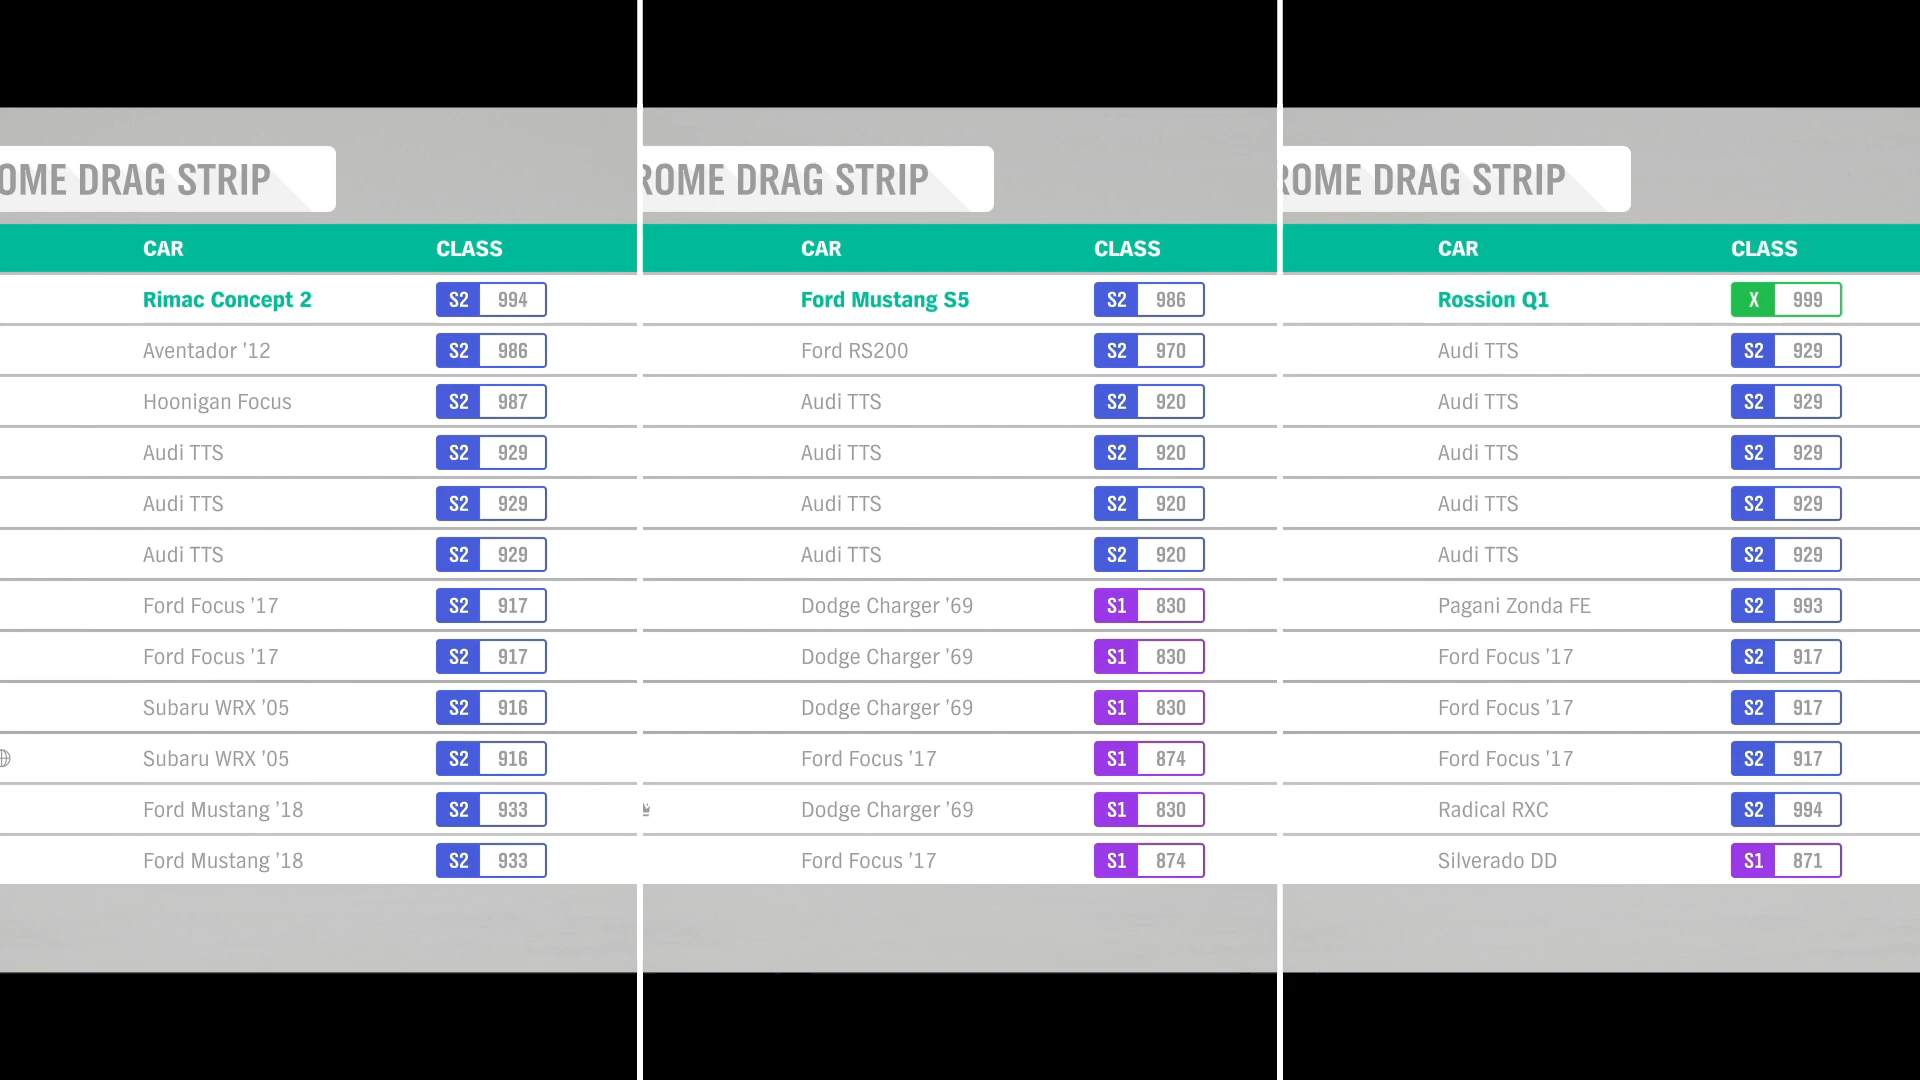 OME DRAG STRIP
CAR CLASS
Rimac Concept 2 S2 994
Aventador ’12 S2 986
Hoonigan Focus S2 987
Audi TTS S2 929
Audi TTS S2 929
Audi TTS S2 929
Ford Focus ’17 S2 917
Ford Focus ’17 S2 917
Subaru WRX ’05 S2 916
Subaru WRX ’05 S2 916
Ford Mustang ’18 S2 933
Ford Mustang ’18 S2 933
ROME DRAG STRIP
CAR CLASS
Ford Mustang S5 S2 986
Ford RS200 S2 970
Audi TTS S2 920
Audi TTS S2 920
Audi TTS S2 920
Audi TTS S2 920
Dodge Charger ’69 S1 830
Dodge Charger ’69 S1 830
Dodge Charger ’69 S1 830
Ford Focus ’17 S1 874
Dodge Charger ’69 S1 830
Ford Focus ’17 S1 874
ROME DRAG STRIP
CAR CLASS
Rossion Q1 X 999
Audi TTS S2 929
Audi TTS S2 929
Audi TTS S2 929
Audi TTS S2 929
Audi TTS S2 929
Pagani Zonda FE S2 993
Ford Focus ’17 S2 917
Ford Focus ’17 S2 917
Ford Focus ’17 S2 917
Radical RXC S2 994
Silverado DD S1 871